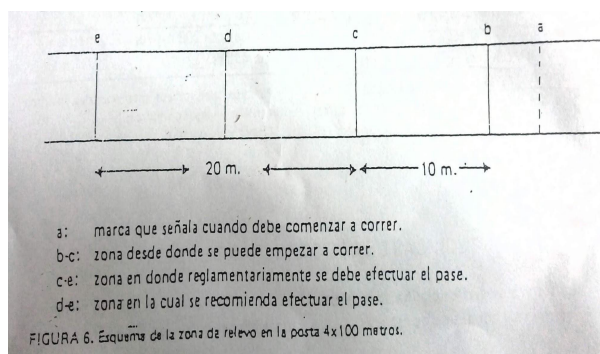 e d c b a
20 m. 10 m.
a: marca que señala cuando debe comenzar a correr.
b-c: zona desde donde se puede empezar a correr.
c-e: zona en donde reglamentariamente se debe efectuar el pase.
d-e: zona en la cual se recomienda efectuar el pase.
FIGURA 6. Esquema de la zona de relevo en la posta 4x100 metros.